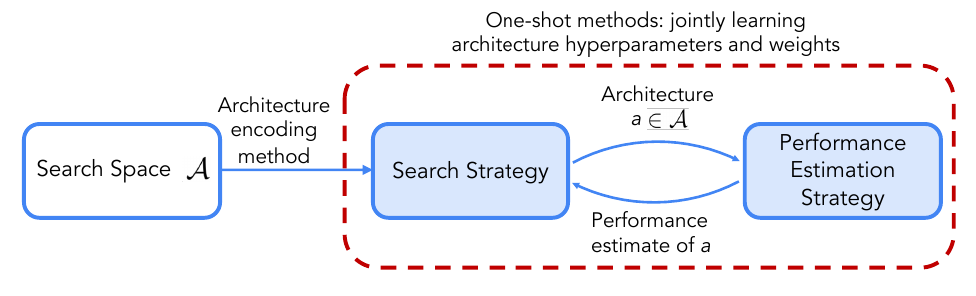 One-shot methods: jointly learning
architecture hyperparameters and weights
Architecture
encoding
method
Search Space 𝒜
Search Strategy
Architecture
a ∈ 𝒜
Performance
estimate of a
Performance
Estimation
Strategy